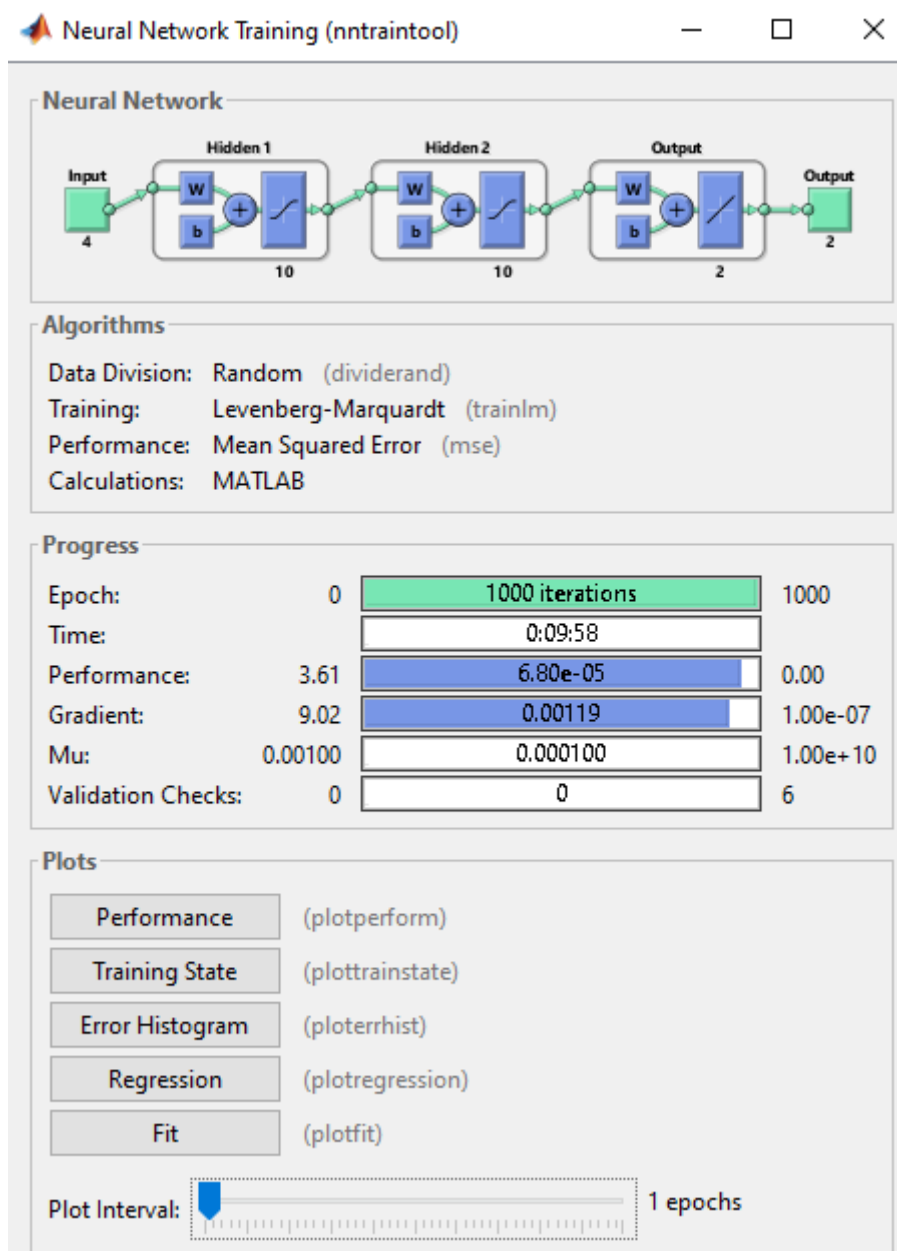 Neural Network Training (nntraintool)
Neural Network
Hidden 1 Hidden 2 Output
Input Output
W W W
b b b
4 2
10 10 2
Algorithms
Data Division: Random (dividerand)
Training: Levenberg-Marquardt (trainlm)
Performance: Mean Squared Error (mse)
Calculations: MATLAB
Progress
Epoch: 0 1000 iterations 1000
Time: 0:09:58
Performance: 3.61 6.80e-05 0.00
Gradient: 9.02 0.00119 1.00e-07
Mu: 0.00100 0.000100 1.00e+10
Validation Checks: 0 0 6
Plots
Performance (plotperform)
Training State (plottrainstate)
Error Histogram (ploterrhist)
Regression (plotregression)
Fit (plotfit)
Plot Interval: 1 epochs